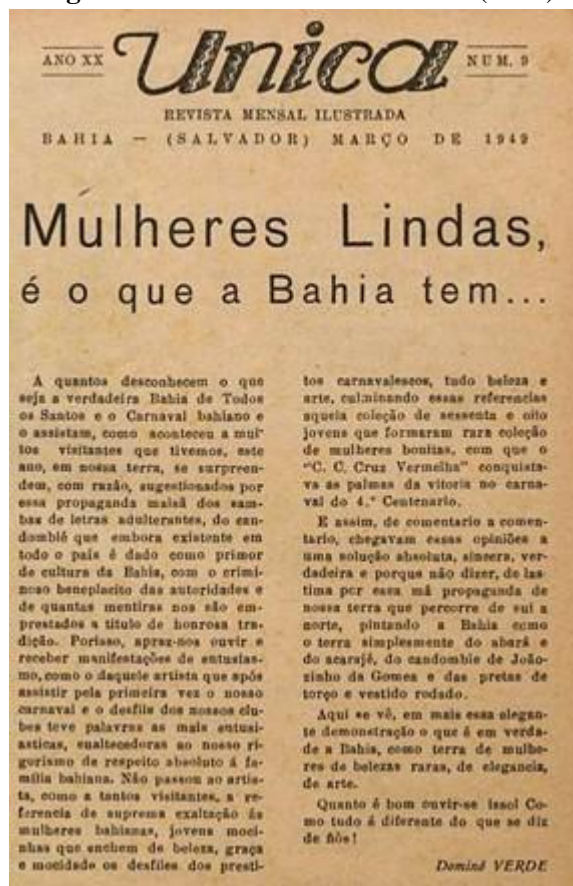 ANO XX
Unica
NUM. 9
REVISTA MENSAL ILUSTRADA
BAHIA — (SALVADOR) MARÇO DE 1949
Mulheres Lindas,
é o que a Bahia tem...
A quantos desconhecem o que
seja a verdadeira Bahia de Todos
os Santos e o Carnaval bahiano e
o assistam, como aconteceu a mui"
tos visitantes que tivemos, este
ano, em nossa terra, se surpreen-
dem, com razão, sugestionados por
essa propaganda malsã dos sam-
bas de letras adulterantes, do can-
domblé que embora existente em
todo o país é dado como primor
de cultura da Bahia, com o crimi-
noso beneplacito das autoridades e
de quantas mentiras nos são em-
prestados a titulo de honrosa tra-
dição. Porisso, apraz-nos ouvir e
receber manifestações de entusias-
mo, como o daquele artista que após
assistir pela primeira vez o nosso
carnaval e o desfile dos nossos clu-
bes teve palavras as mais entusi-
asticas, enaltecedoras ao nosso ri-
gorismo de respeito absoluto á fa-
milia bahiana. Não passou ao artis-
ta, como a tantos visitantes, a re-
ferencia de suprema exaltação ás
mulheres bahianas, jovens moci-
nhas que enchem de beleza, graça
e mocidade os desfiles dos presti-
tos carnavalescos, tudo beleza e
arte, culminando essas referencias
aquela coleção de sessenta e oito
jovens que formaram rara coleção
de mulheres bonitas, com que o
"C. C. Cruz Vermelha" conquista-
va as palmas da vitoria no carna-
val do 4.° Centenario.
E assim, de comentario a comen-
tario, chegavam essas opiniões a
uma solução absoluta, sincera, ver-
dadeira e porque não dizer, de las-
tima por essa má propaganda de
nossa terra que percorre de sul a
norte, pintando a Bahia como
o terra simplesmente do abará e
do acarajé, do candomble de João-
zinho da Gomea e das pretas de
torço e vestido rodado.
Aqui se vê, em mais essa elegan-
te demonstração o que é em verda-
de a Bahia, como terra de mulhe-
res de belezas raras, de elegancia,
de arte.
Quanto é bom ouvir-se isso! Co-
mo tudo é diferente do que se diz
de nós!
Dominó VERDE